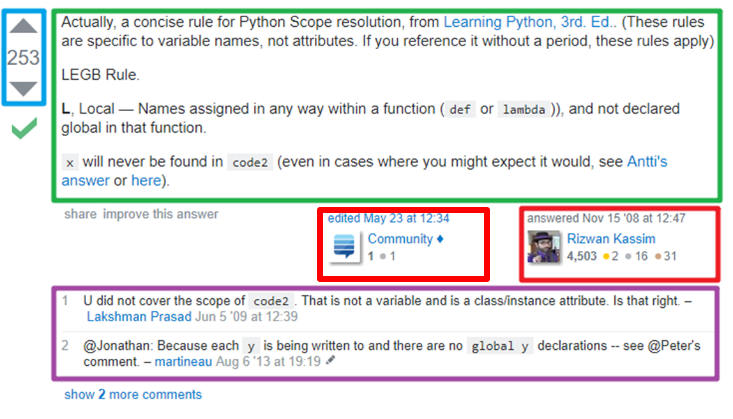 Actually, a concise rule for Python Scope resolution, from Learning Python, 3rd. Ed.. (These rules
are specific to variable names, not attributes. If you reference it without a period, these rules apply)
253
LEGB Rule.
L, Local — Names assigned in any way within a function ( def or lambda )), and not declared
global in that function.
x will never be found in code2 (even in cases where you might expect it would, see Antti's
answer or here).
share improve this answer
edited May 23 at 12:34
Community ♦
1 ●1
answered Nov 15 '08 at 12:47
Rizwan Kassim
4,503 ●2 ●16 ●31
1 U did not cover the scope of code2 . That is not a variable and is a class/instance attribute. Is that right. –
Lakshman Prasad Jun 5 '09 at 12:39
2 @Jonathan: Because each y is being written to and there are no global y declarations -- see @Peter's
comment. – martineau Aug 6 '13 at 19:19
show 2 more comments